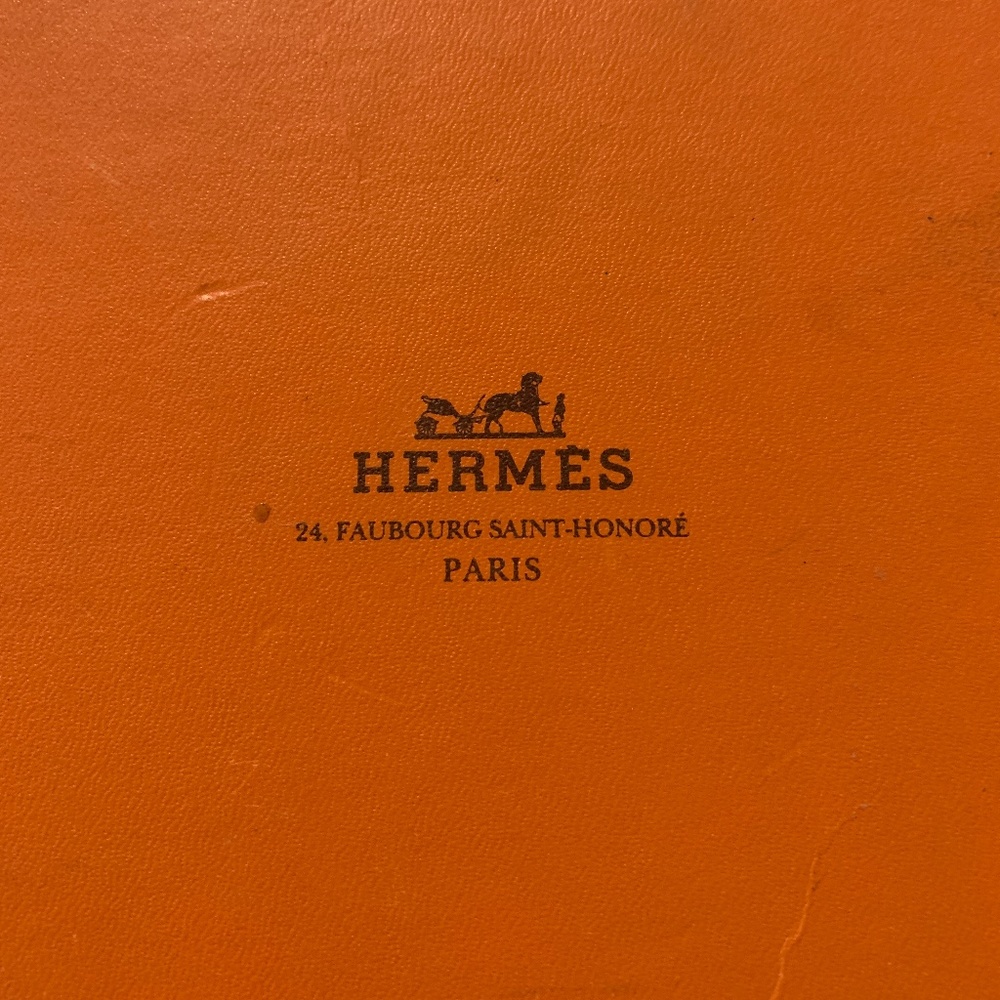 HERMÈS
24, FAUBOURG SAINT-HONORÉ
PARIS